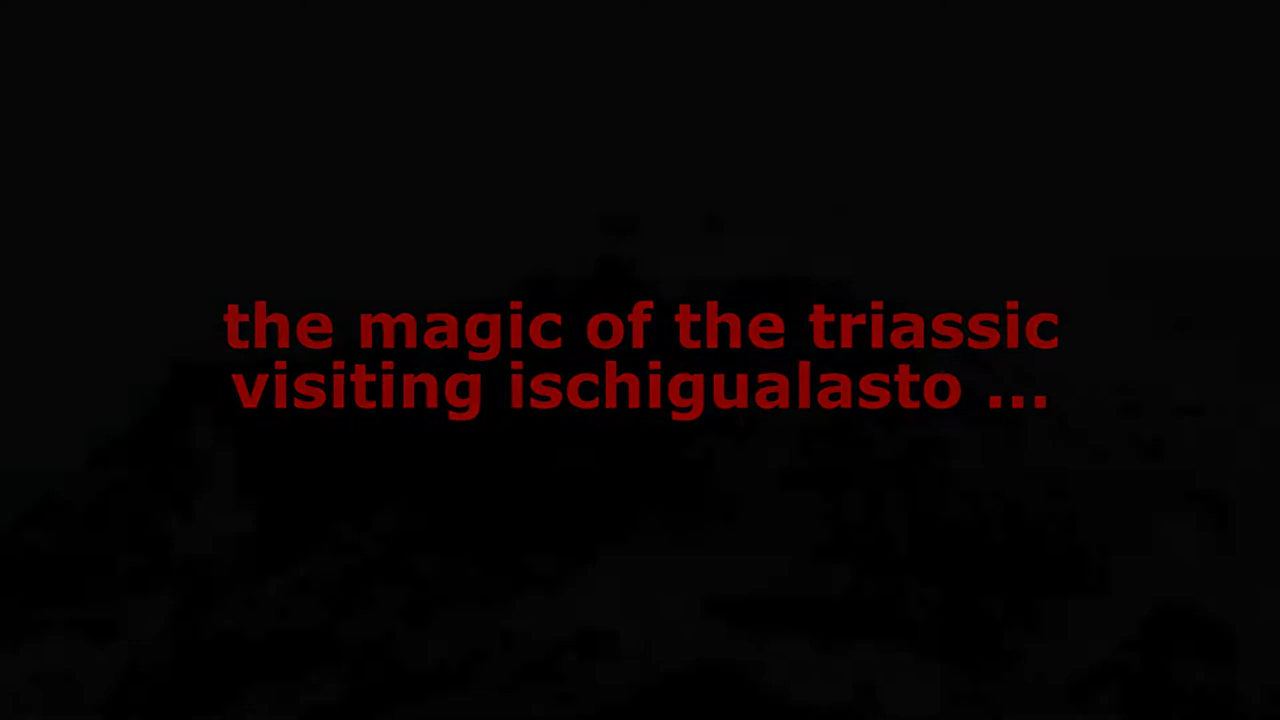 the magic of the triassic
visiting ischigualasto ...